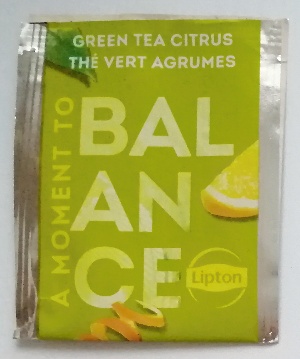 GREEN TEA CITRUS
THÉ VERT AGRUMES
A MOMENT TO
BAL
AN
CE
Lipton